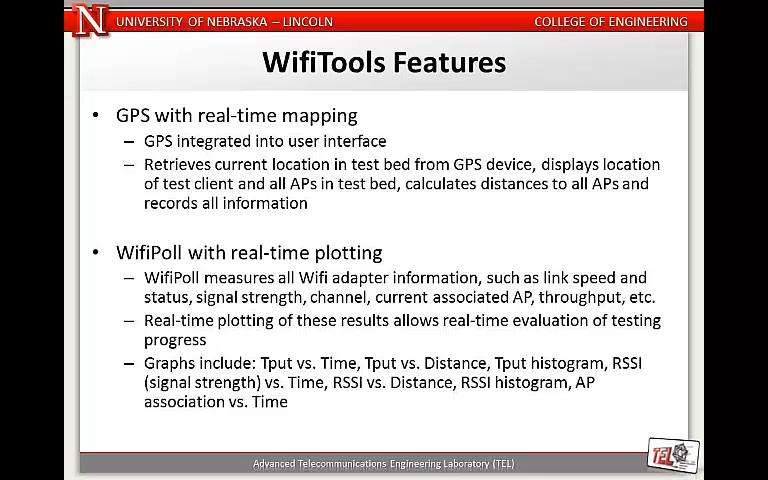 N UNIVERSITY OF NEBRASKA – LINCOLN
COLLEGE OF ENGINEERING
WifiTools Features
• GPS with real-time mapping
– GPS integrated into user interface
– Retrieves current location in test bed from GPS device, displays location
of test client and all APs in test bed, calculates distances to all APs and
records all information
• WifiPoll with real-time plotting
– WifiPoll measures all Wifi adapter information, such as link speed and
status, signal strength, channel, current associated AP, throughput, etc.
– Real-time plotting of these results allows real-time evaluation of testing
progress
– Graphs include: Tput vs. Time, Tput vs. Distance, Tput histogram, RSSI
(signal strength) vs. Time, RSSI vs. Distance, RSSI histogram, AP
association vs. Time
Advanced Telecommunications Engineering Laboratory (TEL)
TEL